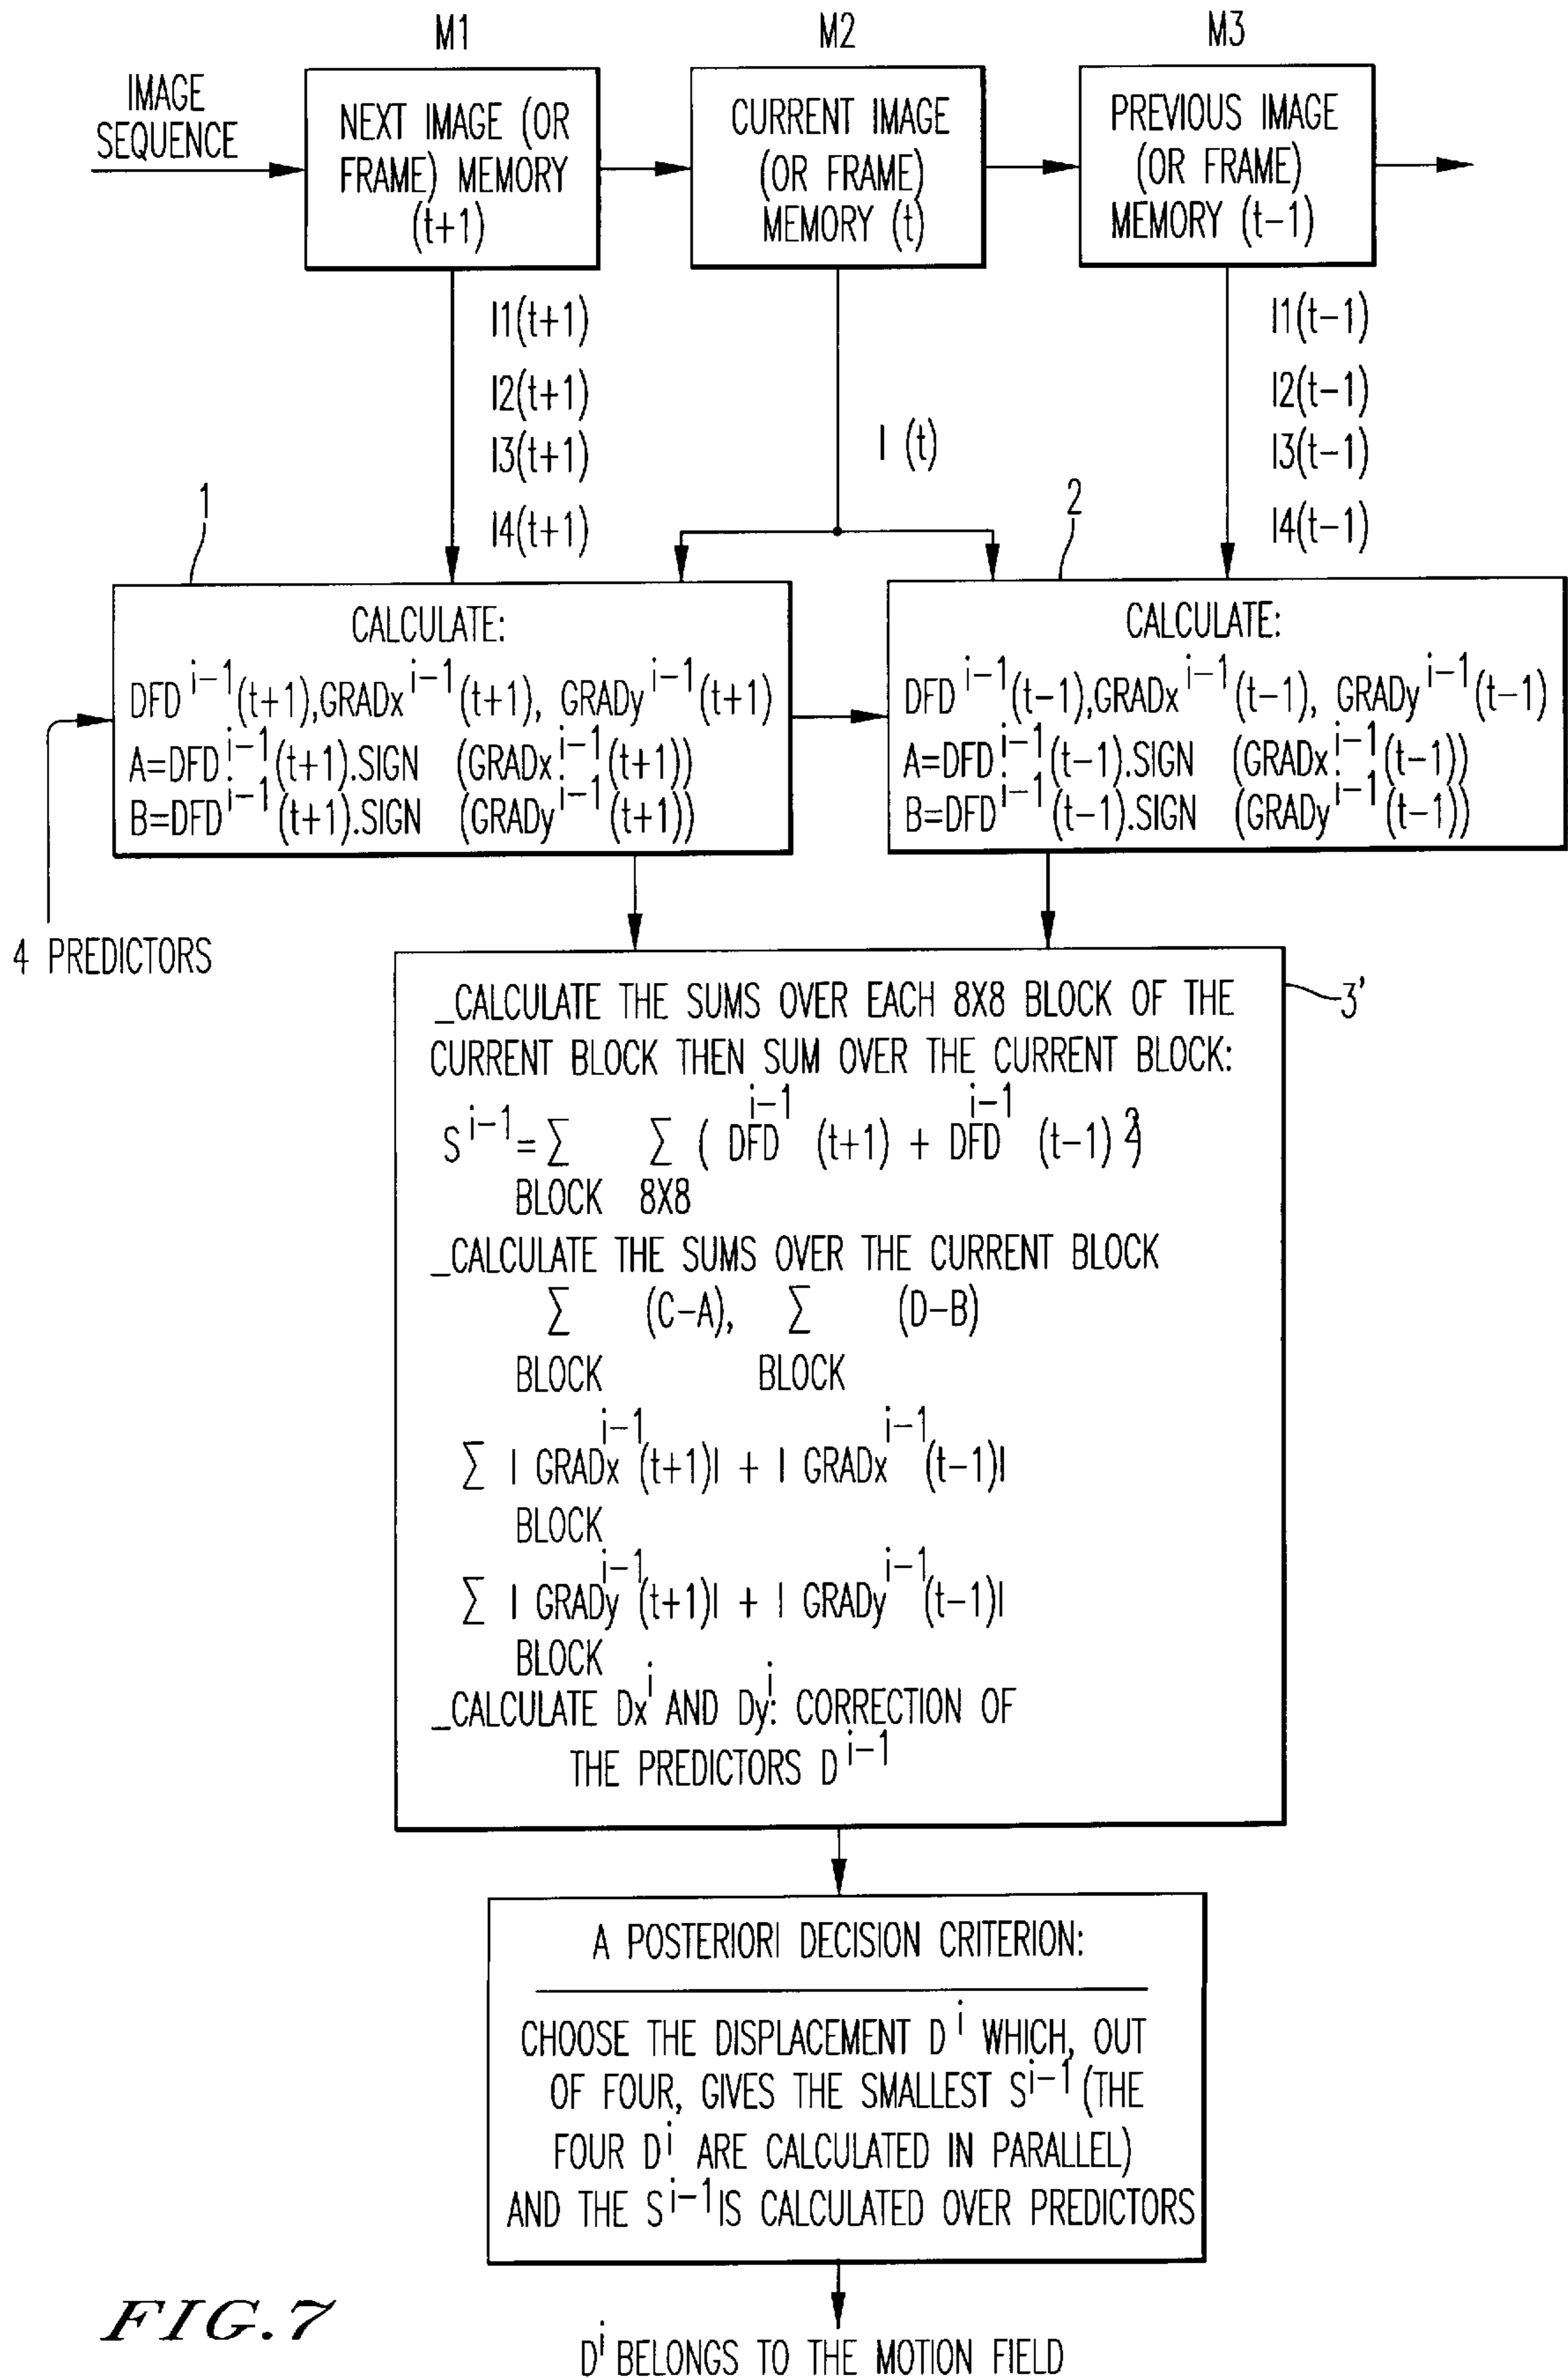 M1
M2
M3
IMAGE
SEQUENCE
NEXT IMAGE (OR
FRAME) MEMORY
(t+1)
CURRENT IMAGE
(OR FRAME)
MEMORY (t)
PREVIOUS IMAGE
(OR FRAME)
MEMORY (t-1)
I1(t+1)
I2(t+1)
I3(t+1)
I4(t+1)
I (t)
I1(t-1)
I2(t-1)
I3(t-1)
I4(t-1)
1
2
CALCULATE:
DFD^i-1(t+1),GRADx^i-1(t+1), GRADy^i-1(t+1)
A=DFD^i-1(t+1).SIGN (GRADx^i-1(t+1))
B=DFD^i-1(t+1).SIGN (GRADy^i-1(t+1))
CALCULATE:
DFD^i-1(t-1),GRADx^i-1(t-1), GRADy^i-1(t-1)
A=DFD^i-1(t-1).SIGN (GRADx^i-1(t-1))
B=DFD^i-1(t-1).SIGN (GRADy^i-1(t-1))
4 PREDICTORS
3'
_CALCULATE THE SUMS OVER EACH 8X8 BLOCK OF THE
CURRENT BLOCK THEN SUM OVER THE CURRENT BLOCK:
S^i-1=∑ ∑ ( DFD^i-1 (t+1) + DFD^i-1 (t-1) )
BLOCK 8X8
_CALCULATE THE SUMS OVER THE CURRENT BLOCK
∑ (C-A), ∑ (D-B)
BLOCK BLOCK
∑ | GRADx^i-1(t+1)| + | GRADx^i-1(t-1)|
BLOCK
∑ | GRADy^i-1(t+1)| + | GRADy^i-1(t-1)|
BLOCK
_CALCULATE Dx^i AND Dy^i: CORRECTION OF
THE PREDICTORS D^i-1
A POSTERIORI DECISION CRITERION:
CHOOSE THE DISPLACEMENT D^i WHICH, OUT
OF FOUR, GIVES THE SMALLEST S^i-1 (THE
FOUR D^i ARE CALCULATED IN PARALLEL)
AND THE S^i-1 IS CALCULATED OVER PREDICTORS
D^i BELONGS TO THE MOTION FIELD
FIG.7